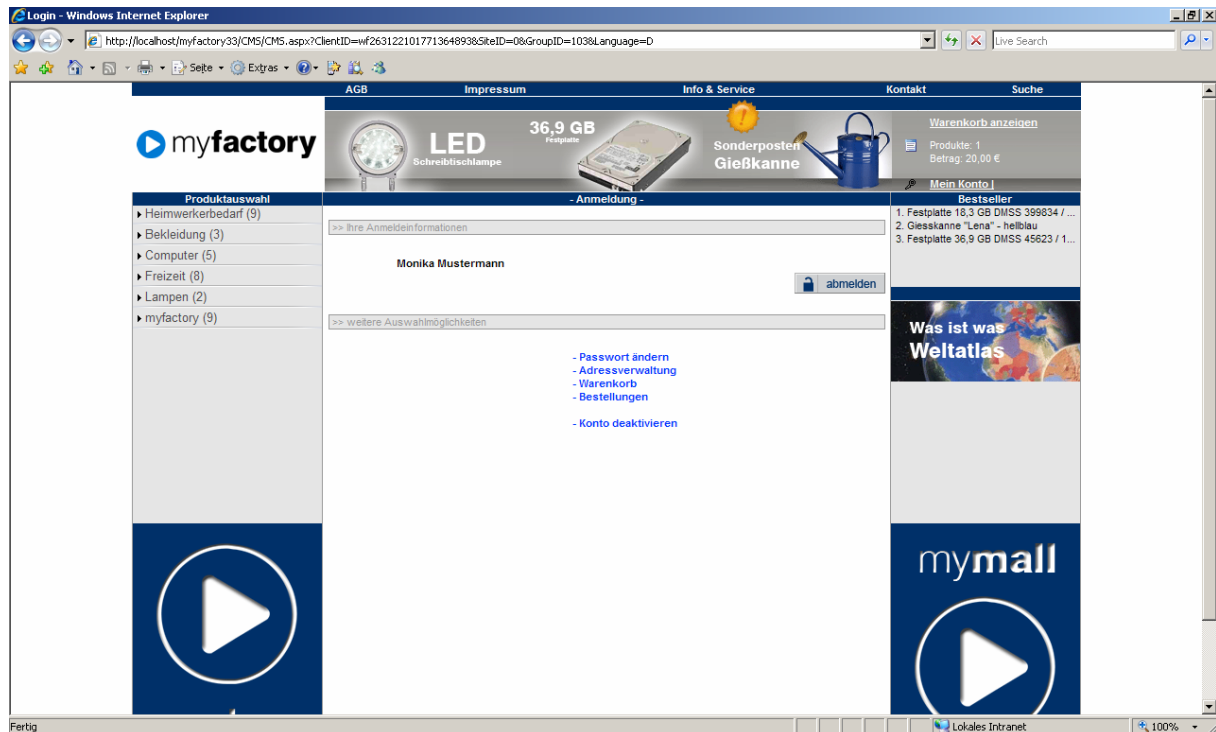 Login - Windows Internet Explorer
http://localhost/myfactory33/CMS/CMS.aspx?ClientID=wf263122101771364893&SiteID=0&GroupID=103&Language=D
Live Search
Seite
Extras
AGB Impressum Info & Service Kontakt Suche
myfactory
LED
Schreibtischlampe
36,9 GB
Festplatte
Sonderposten
Gießkanne
Warenkorb anzeigen
Produkte: 1
Betrag: 20,00 €
Mein Konto |
Produktauswahl
Heimwerkerbedarf (9)
Bekleidung (3)
Computer (5)
Freizeit (8)
Lampen (2)
myfactory (9)
- Anmeldung -
>> Ihre Anmeldeinformationen
Monika Mustermann
abmelden
>> weitere Auswahlmöglichkeiten
- Passwort ändern
- Adressverwaltung
- Warenkorb
- Bestellungen
- Konto deaktivieren
Bestseller
1. Festplatte 18,3 GB DMSS 399834 / ...
2. Giesskanne "Lena" - hellblau
3. Festplatte 36,9 GB DMSS 45623 / 1...
Was ist was
Weltatlas
mymall
Fertig
Lokales Intranet
100%